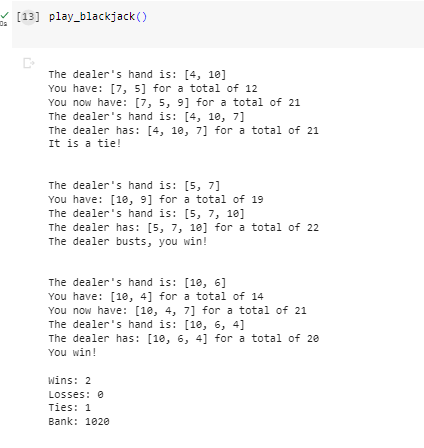 [13] play_blackjack()
0s
The dealer's hand is: [4, 10]
You have: [7, 5] for a total of 12
You now have: [7, 5, 9] for a total of 21
The dealer's hand is: [4, 10, 7]
The dealer has: [4, 10, 7] for a total of 21
It is a tie!
The dealer's hand is: [5, 7]
You have: [10, 9] for a total of 19
The dealer's hand is: [5, 7, 10]
The dealer has: [5, 7, 10] for a total of 22
The dealer busts, you win!
The dealer's hand is: [10, 6]
You have: [10, 4] for a total of 14
You now have: [10, 4, 7] for a total of 21
The dealer's hand is: [10, 6, 4]
The dealer has: [10, 6, 4] for a total of 20
You win!
Wins: 2
Losses: 0
Ties: 1
Bank: 1020